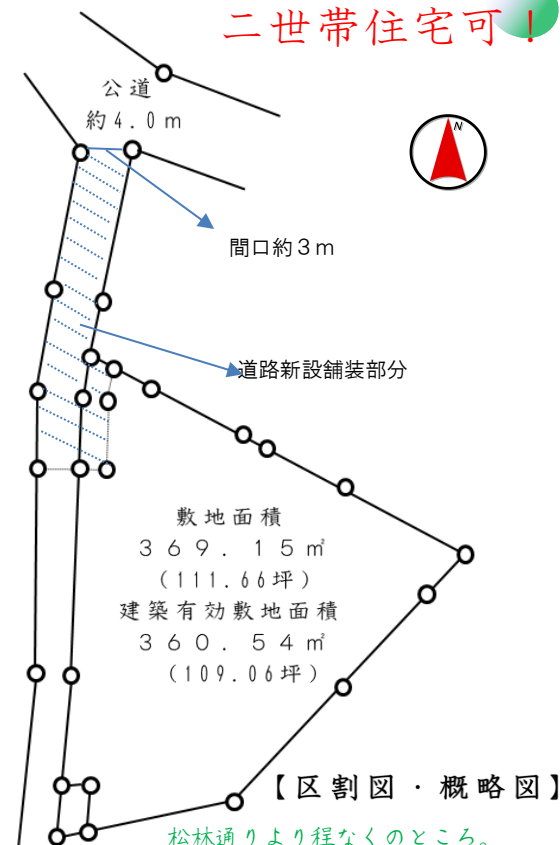 二世帯住宅可！
公道
約4.0m
N
間口約３ｍ
道路新設舗装部分
敷地面積
３６９．１５㎡
(111.66坪)
建築有効敷地面積
３６０．５４㎡
(109.06坪)
【区割図・概略図】
松林通りより程なくのところ。